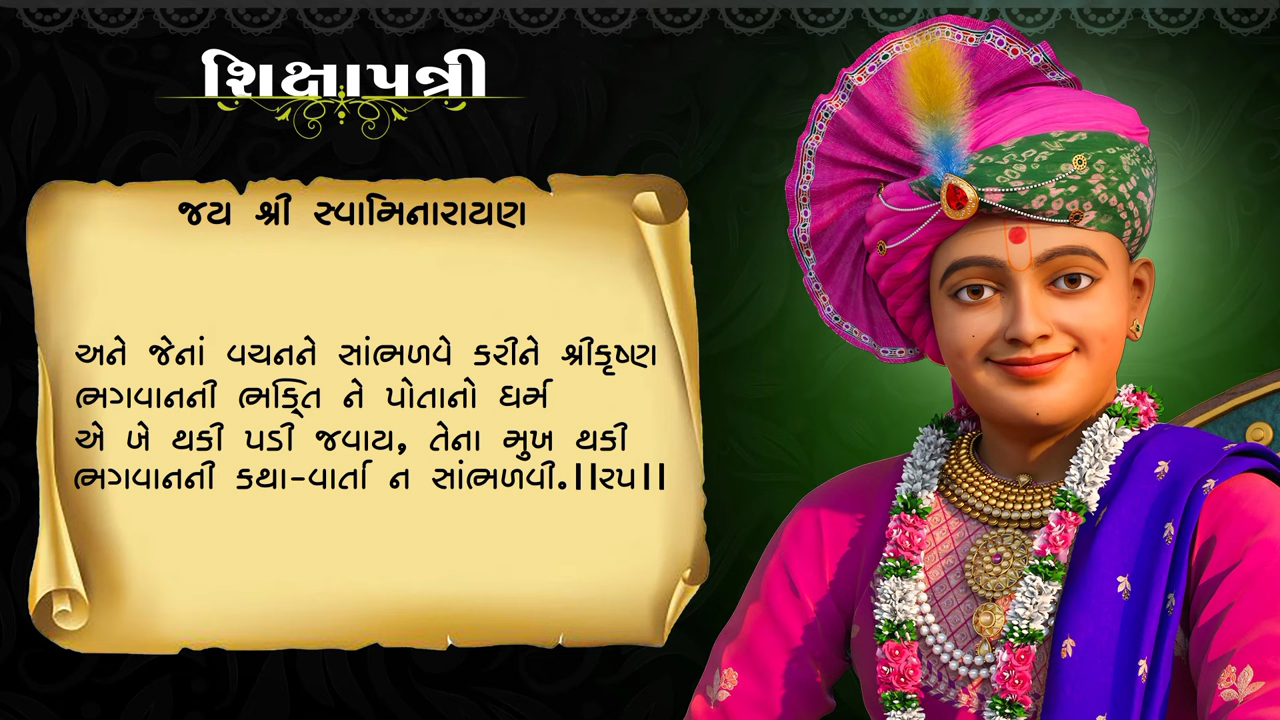 શિક્ષાપત્રી
જય શ્રી સ્વામિનારાયણ
અને જેનાં વચનને સાંભળવે કરીને શ્રીકૃષ્ણ
ભગવાનની ભક્તિ ને પોતાનો ધર્મ
એ બે થકી પડી જવાય, તેના મુખ થકી
ભગવાનની કથા-વાર્તા ન સાંભળવી.||૨૫||